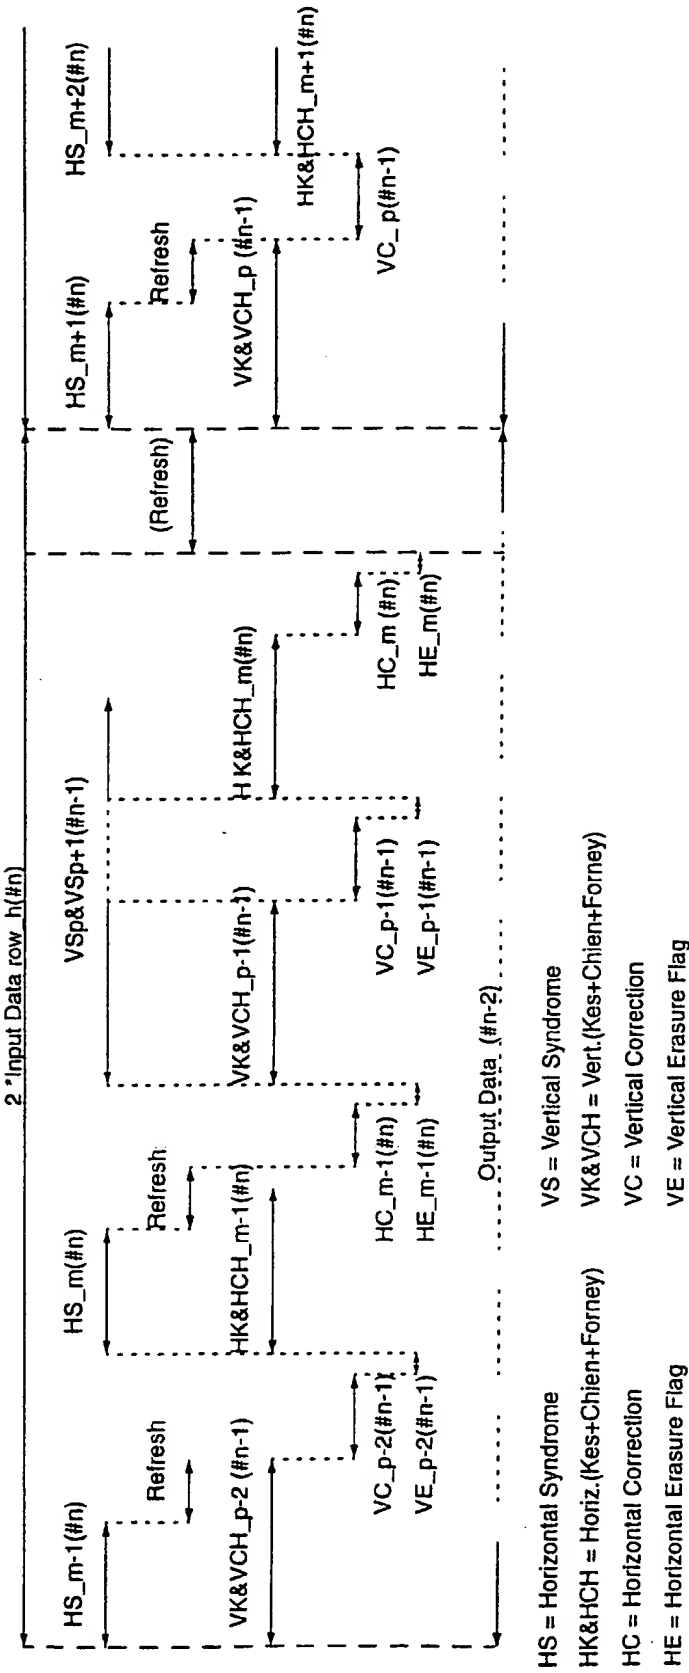 2 *Input Data row_h(#n)
HS_m-1(#n)
HS_m(#n)
VSp&VSp+1(#n-1)
HS_m+1(#n)
HS_m+2(#n)
Refresh
Refresh
(Refresh)
Refresh
VK&VCH_p-2 (#n-1)
HK&HCH_m-1(#n)
VK&VCH_p-1(#n-1)
H K&HCH_m(#n)
VK&VCH_p (#n-1)
HK&HCH_m+1(#n)
VC_p-2(#n-1)
HC_m-1(#n)
VC_p-1(#n-1)
HC_m (#n)
VC_p(#n-1)
VE_p-2(#n-1)
HE_m-1(#n)
VE_p-1(#n-1)
HE_m(#n)
Output Data (#n-2)
HS = Horizontal Syndrome
VS = Vertical Syndrome
HK&HCH = Horiz.(Kes+Chien+Forney)
VK&VCH = Vert.(Kes+Chien+Forney)
HC = Horizontal Correction
VC = Vertical Correction
HE = Horizontal Erasure Flag
VE = Vertical Erasure Flag